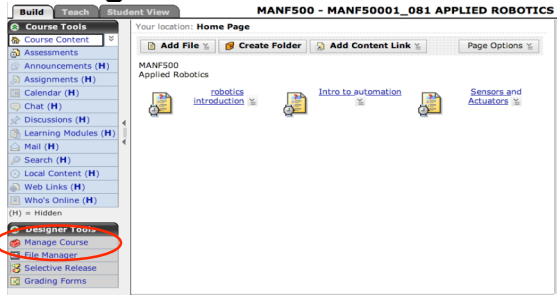 Build Teach Student View MANF500 - MANF50001_081 APPLIED ROBOTICS
Course Tools
Course Content
Assessments
Announcements (H)
Assignments (H)
Calendar (H)
Chat (H)
Discussions (H)
Learning Modules (H)
Mail (H)
Search (H)
Local Content (H)
Web Links (H)
Who's Online (H)
(H) = Hidden
Designer Tools
Manage Course
File Manager
Selective Release
Grading Forms
Your location: Home Page
Add File Create Folder Add Content Link Page Options
MANF500
Applied Robotics
robotics
introduction
Intro to automation
Sensors and
Actuators